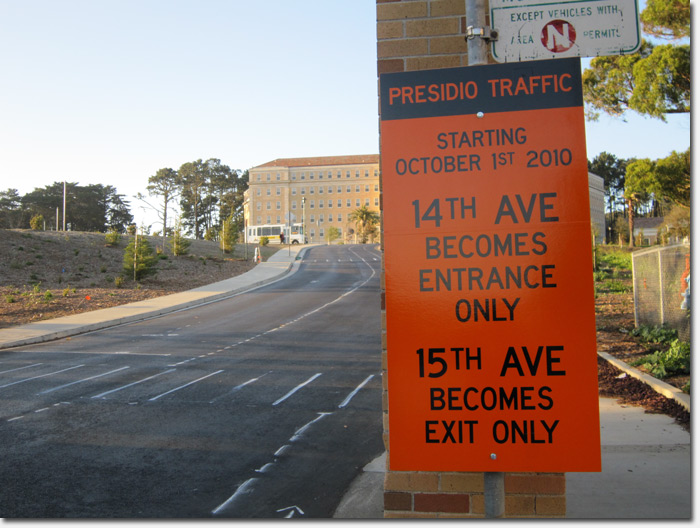 EXCEPT VEHICLES WITH
AREA N PERMITS
PRESIDIO TRAFFIC
STARTING
OCTOBER 1ST 2010
14TH AVE
BECOMES
ENTRANCE
ONLY
15TH AVE
BECOMES
EXIT ONLY